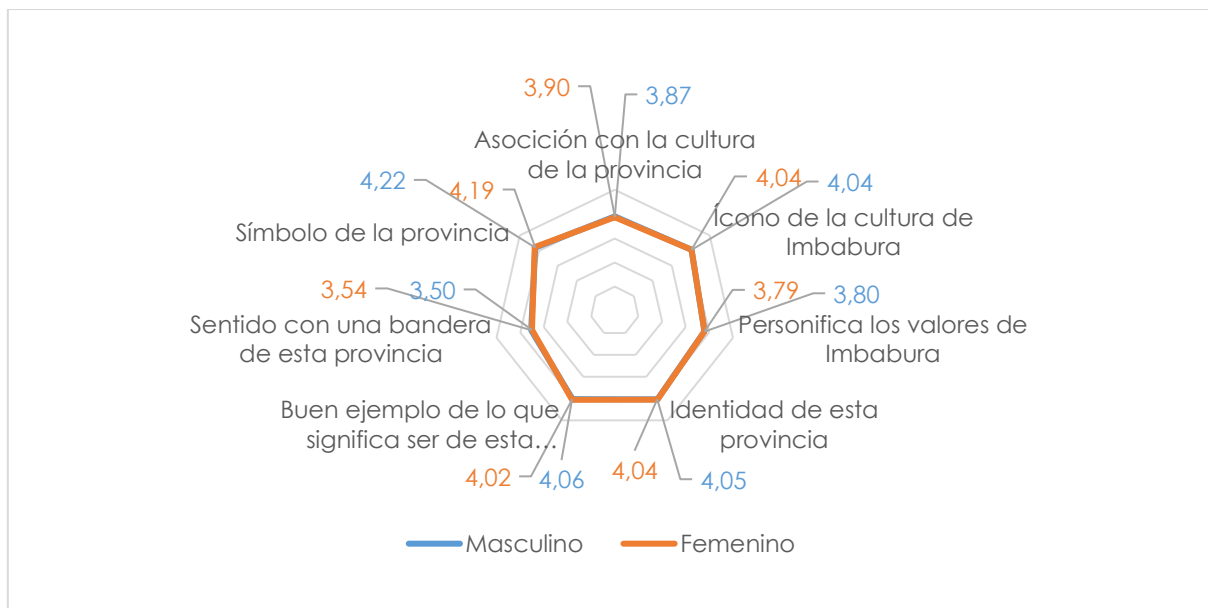 3,90
3,87
Asocición con la cultura
de la provincia
4,22
4,19
4,04
4,04
Símbolo de la provincia
Ícono de la cultura de
Imbabura
3,54
3,50
3,79
3,80
Sentido con una bandera
de esta provincia
Personifica los valores de
Imbabura
Buen ejemplo de lo que
significa ser de esta…
Identidad de esta
provincia
4,02
4,06
4,04
4,05
Masculino
Femenino